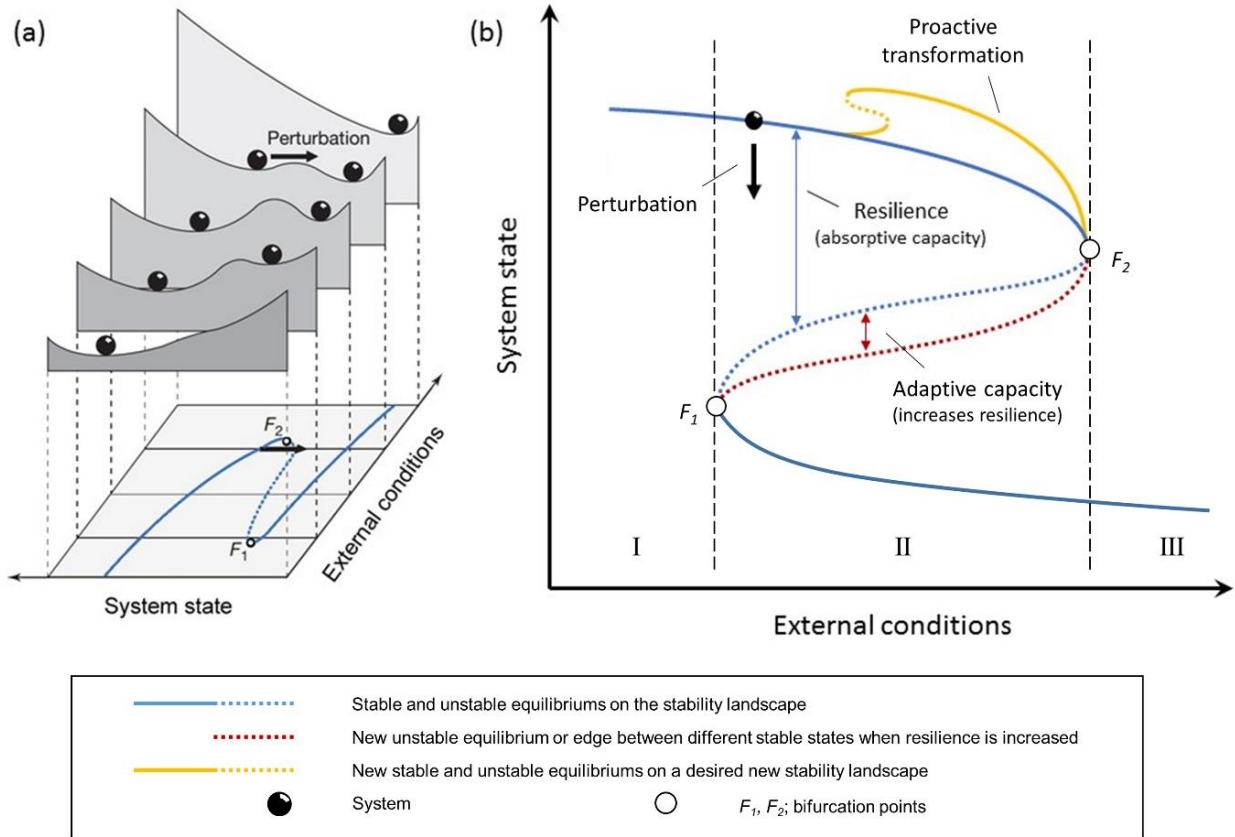 (a)
Perturbation
F2
F1
External conditions
System state
(b)
Proactive
transformation
Perturbation
Resilience
(absorptive capacity)
F2
System state
Adaptive capacity
(increases resilience)
F1
I
II
III
External conditions
Stable and unstable equilibriums on the stability landscape
New unstable equilibrium or edge between different stable states when resilience is increased
New stable and unstable equilibriums on a desired new stability landscape
System
F1, F2; bifurcation points